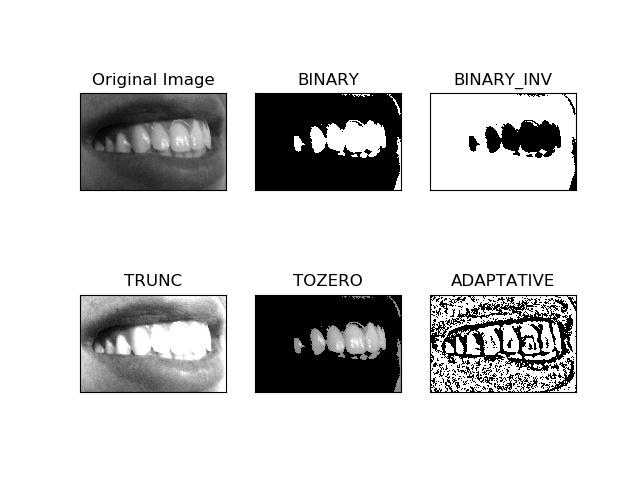 Original Image
BINARY
BINARY_INV
TRUNC
TOZERO
ADAPTATIVE